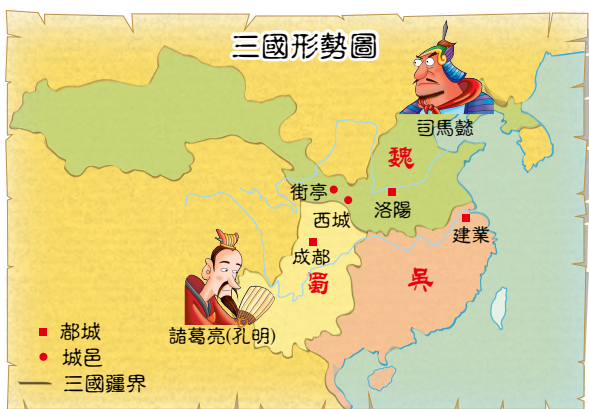 三國形勢圖
司馬懿
魏
街亭
西城
洛陽
建業
成都
蜀
吳
諸葛亮(孔明)
都城
城邑
三國疆界